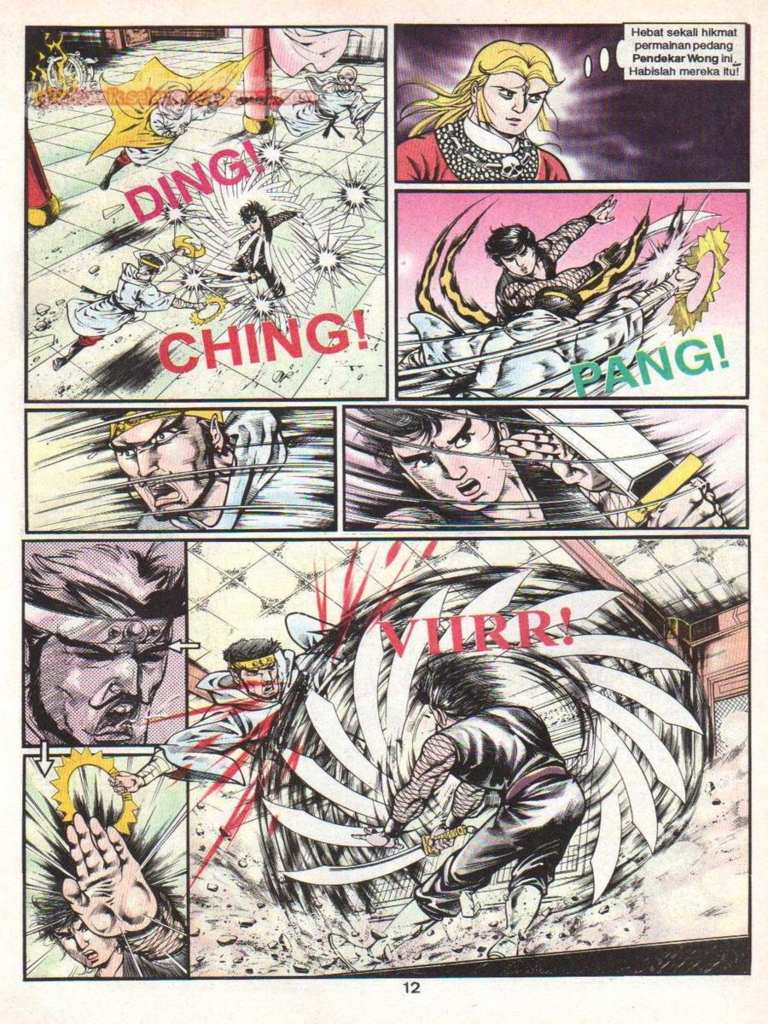 Hebat sekali hikmat
permainan pedang
Pendekar Wong ini.
Habislah mereka itu!
DING!
CHING!
PANG!
VIIRR!
12